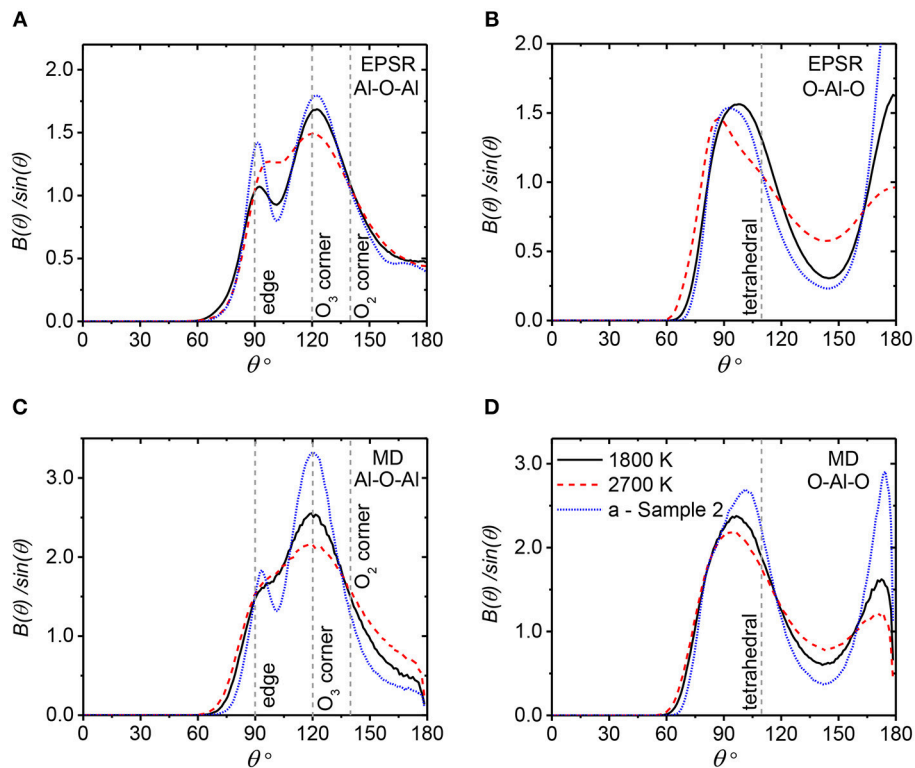 A
EPSR
Al-O-Al
2.0
1.5
1.0
0.5
0.0
B(θ) /sin(θ)
edge
O₃ corner
O₂ corner
0 30 60 90 120 150 180
θ°
B
EPSR
O-Al-O
2.0
1.5
1.0
0.5
0.0
B(θ) /sin(θ)
tetrahedral
0 30 60 90 120 150 180
θ°
C
MD
Al-O-Al
3.0
2.0
1.0
0.0
B(θ) /sin(θ)
edge
O₃ corner
O₂ corner
0 30 60 90 120 150 180
θ°
D
1800 K
2700 K
a - Sample 2
MD
O-Al-O
3.0
2.0
1.0
0.0
B(θ) /sin(θ)
tetrahedral
0 30 60 90 120 150 180
θ°